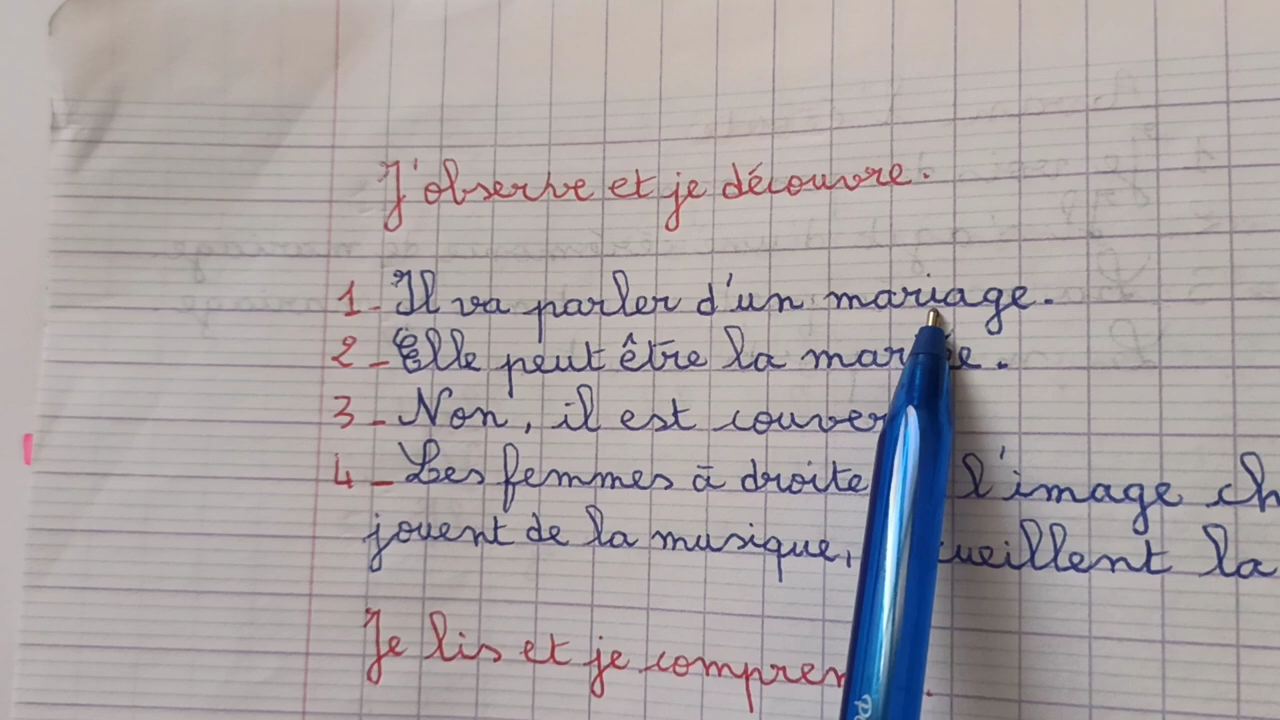 J'observe et je découvre.
1- Il va parler d'un mariage.
2- Elle peut être la
3- Non, il est
4- Les femmes à droite l'image
jouent de la musique, la
Je lis et je